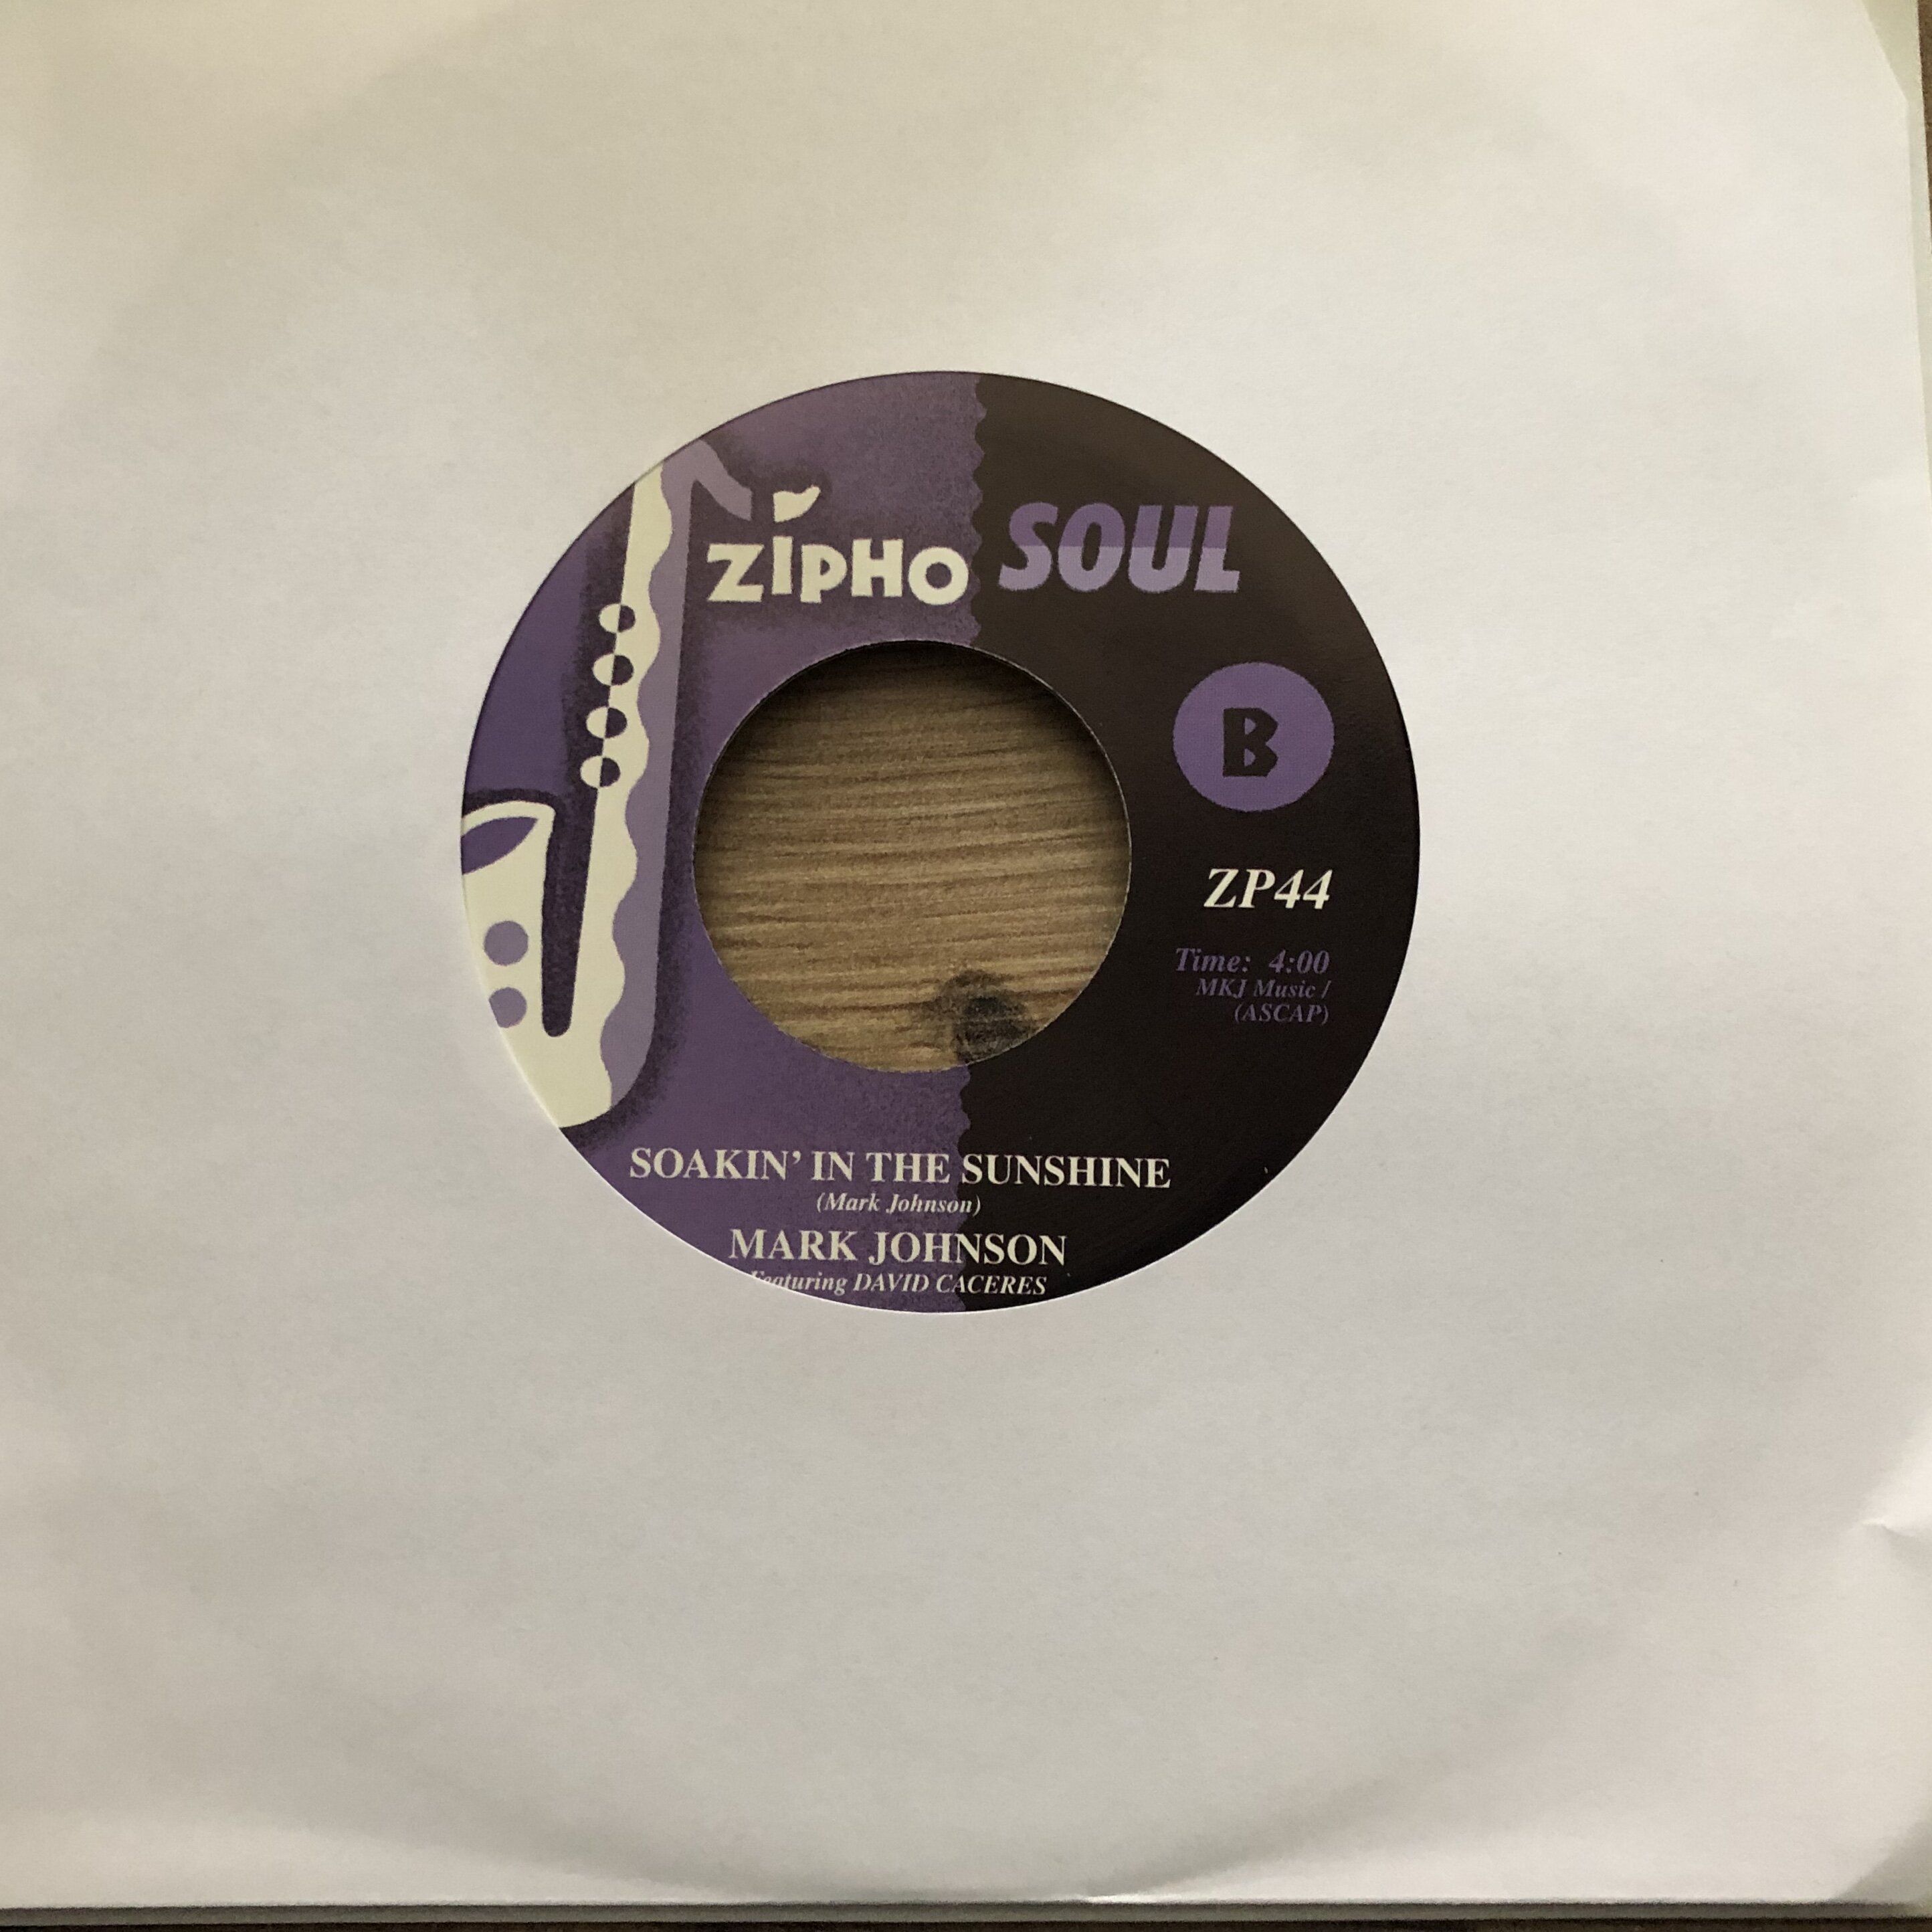 ZIPHO SOUL
B
ZP44
Time: 4:00
MKJ Music /
(ASCAP)
SOAKIN' IN THE SUNSHINE
(Mark Johnson)
MARK JOHNSON
Featuring DAVID CACERES